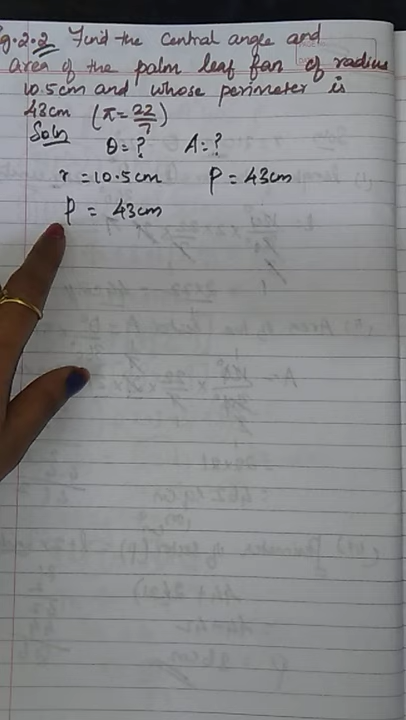 g. 2.2 Find the Central angle and
area of the palm leaf fan of radius
10.5cm and whose perimeter is
43cm (π = 22/7)
Soln
θ = ? A = ?
r = 10.5cm P = 43cm
P = 43cm